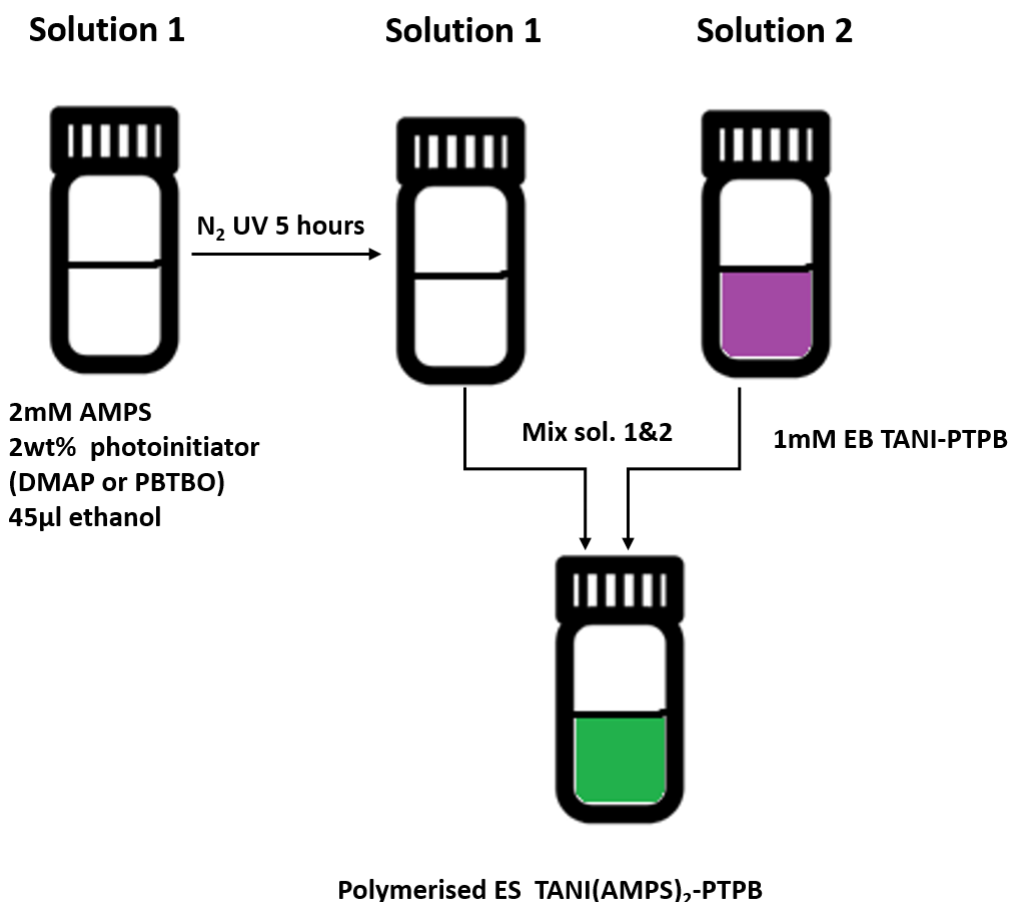 Solution 1
Solution 1
Solution 2
N₂ UV 5 hours
2mM AMPS
2wt% photoinitiator
(DMAP or PBTBO)
45µl ethanol
Mix sol. 1&2
1mM EB TANI-PTPB
Polymerised ES TANI(AMPS)₂-PTPB